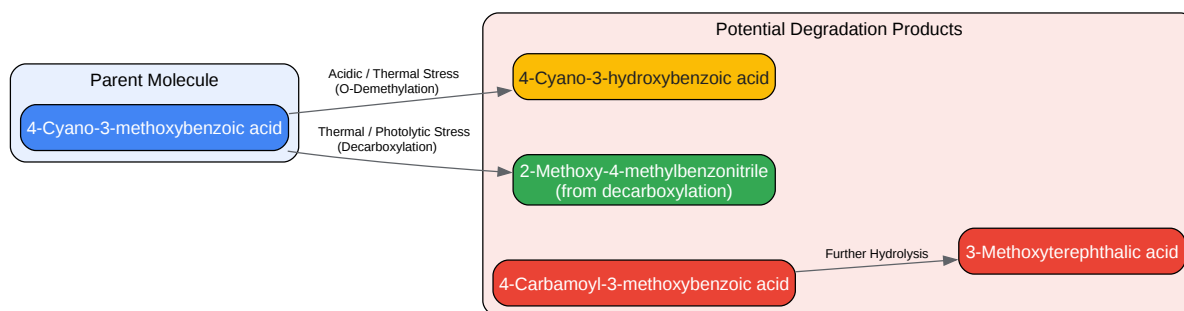 Potential Degradation Products
Parent Molecule
4-Cyano-3-methoxybenzoic acid
Acidic / Thermal Stress
(O-Demethylation)
4-Cyano-3-hydroxybenzoic acid
Thermal / Photolytic Stress
(Decarboxylation)
2-Methoxy-4-methylbenzonitrile
(from decarboxylation)
4-Carbamoyl-3-methoxybenzoic acid
Further Hydrolysis
3-Methoxyterephthalic acid